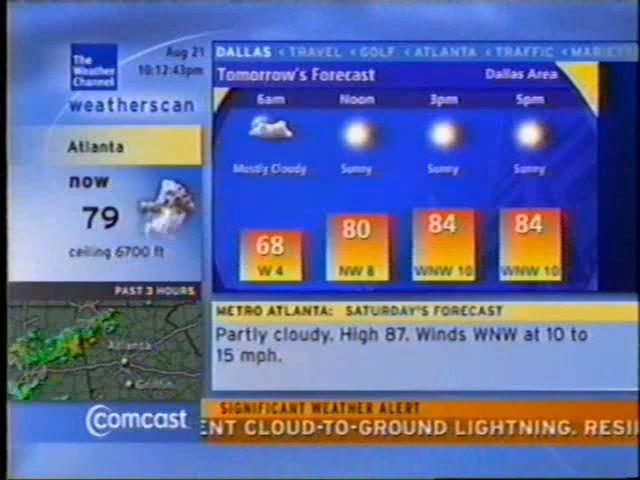 The
Weather
Channel
Aug 21
10:12:43pm
weatherscan
Atlanta
now
79
ceiling 6700 ft
PAST 3 HOURS
Atlanta
Griffin
comcast
DALLAS < TRAVEL < GOLF < ATLANTA < TRAFFIC < MARIET
Tomorrow's Forecast Dallas Area
6am Noon 3pm 5pm
Mostly Cloudy Sunny Sunny Sunny
68 80 84 84
W 4 NW 8 WNW 10 WNW 10
METRO ATLANTA: SATURDAY'S FORECAST
Partly cloudy. High 87. Winds WNW at 10 to
15 mph.
SIGNIFICANT WEATHER ALERT
ENT CLOUD-TO-GROUND LIGHTNING. RESI